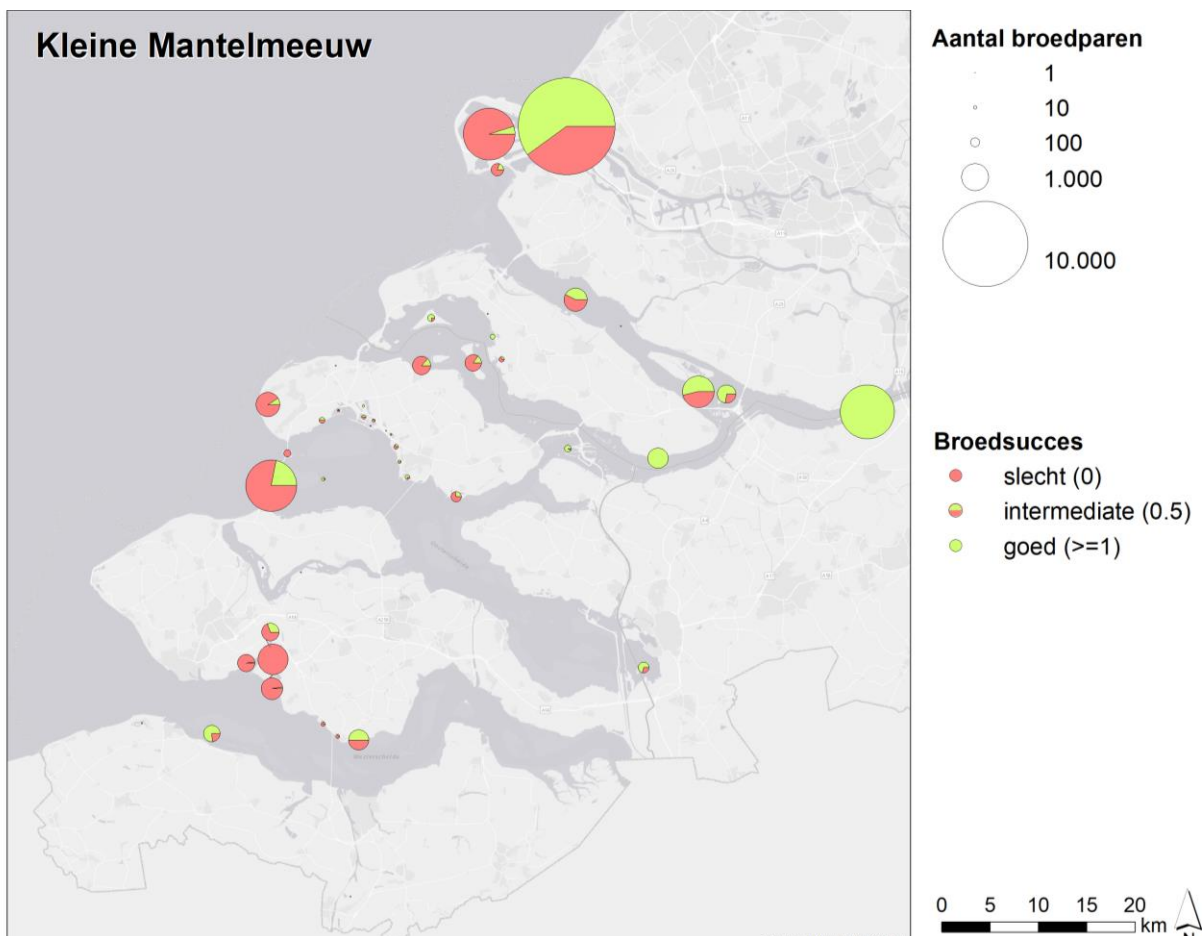 Kleine Mantelmeeuw
Aantal broedparen
1
10
100
1.000
10.000
Broedsucces
slecht (0)
intermediate (0.5)
goed (>=1)
0 5 10 15 20
km
Westerschelde